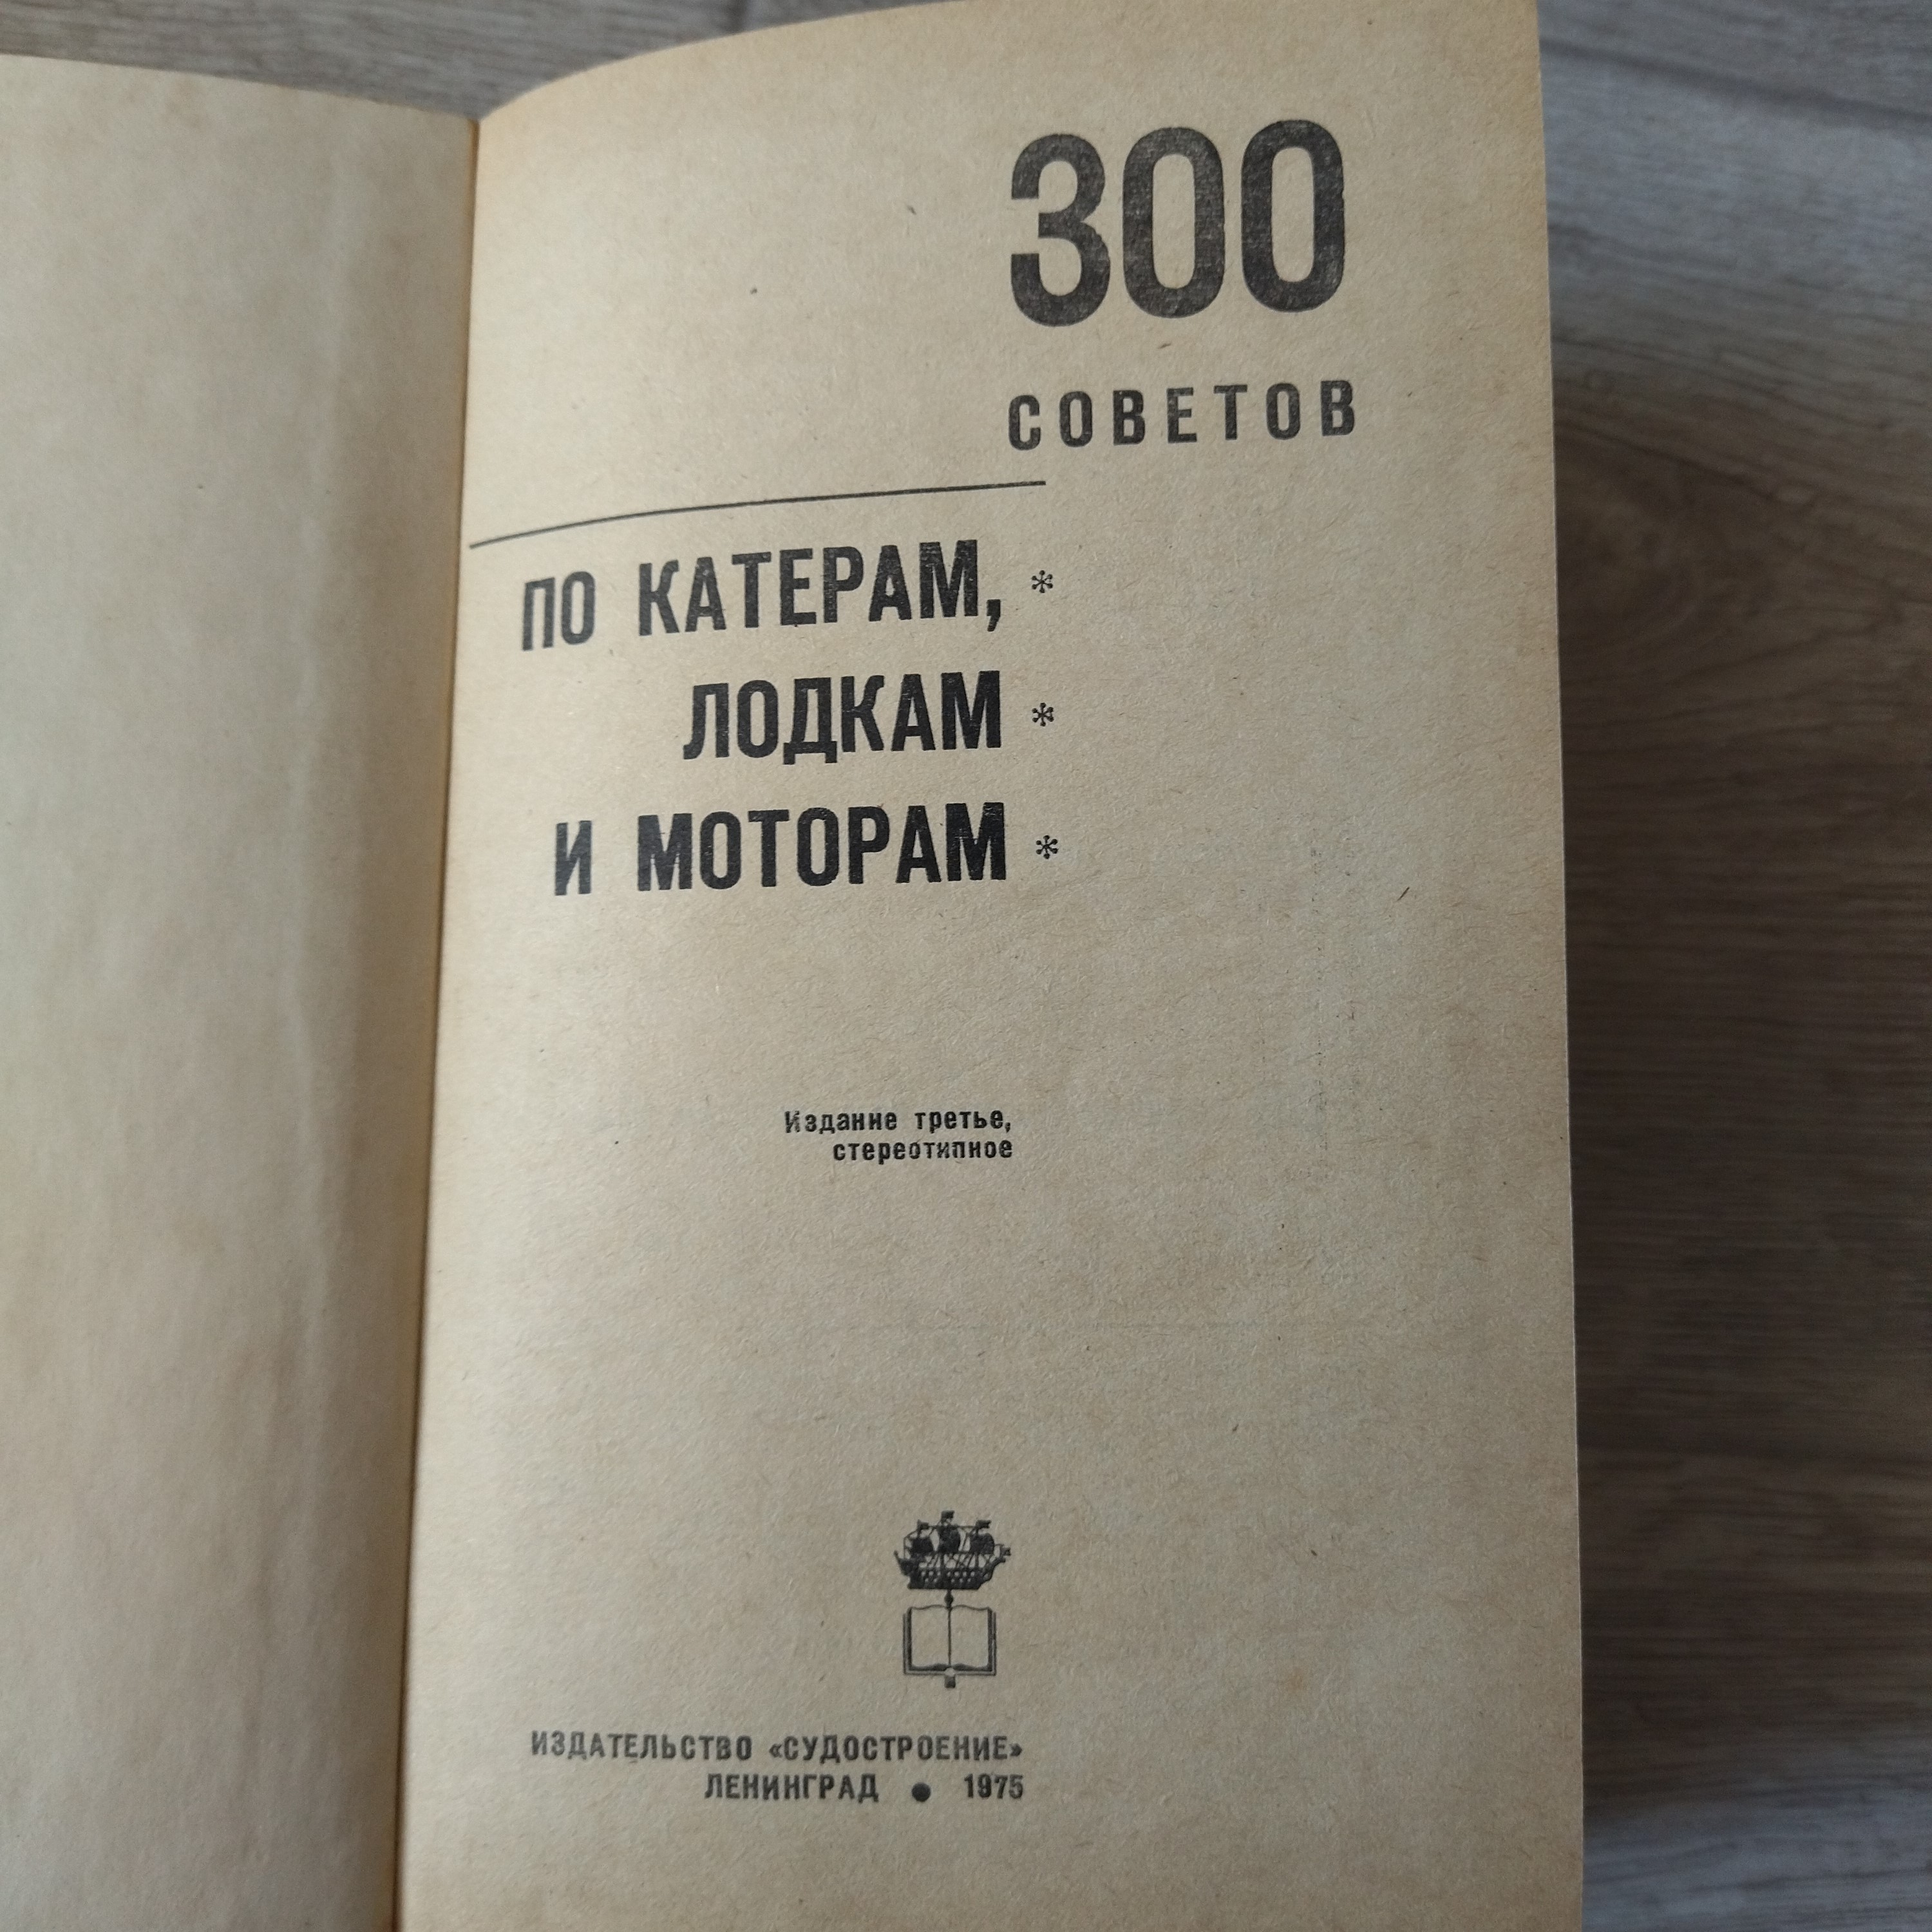 300
СОВЕТОВ
ПО КАТЕРАМ, *
ЛОДКАМ *
И МОТОРАМ *
Издание третье,
стереотипное
ИЗДАТЕЛЬСТВО «СУДОСТРОЕНИЕ»
ЛЕНИНГРАД ● 1975